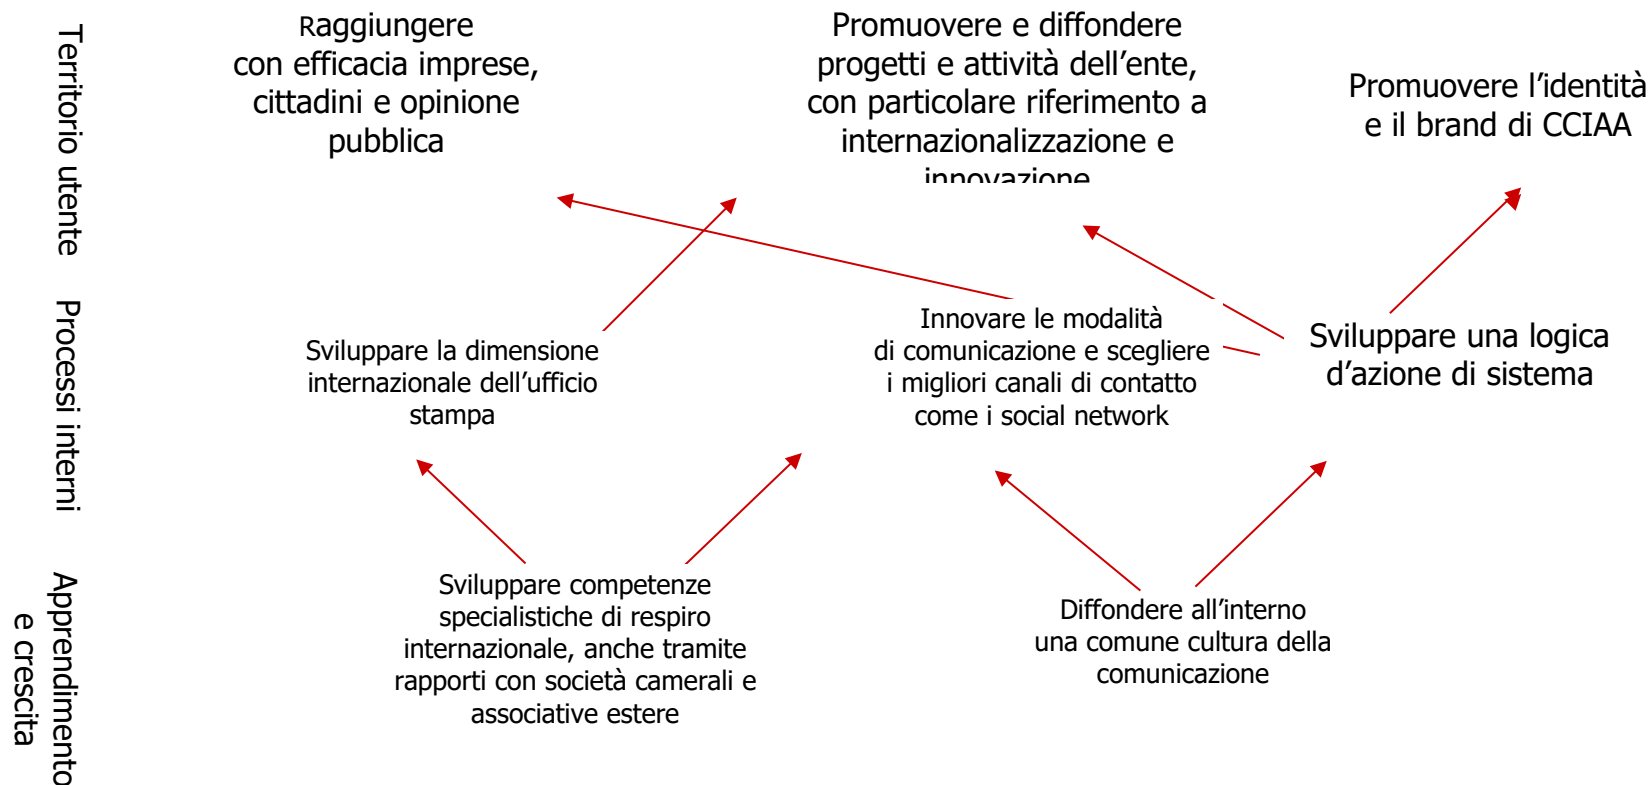 Territorio utente
Raggiungere
con efficacia imprese,
cittadini e opinione
pubblica
Promuovere e diffondere
progetti e attività dell'ente,
con particolare riferimento a
internazionalizzazione e
innovazione
Promuovere l'identità
e il brand di CCIAA
Processi interni
Sviluppare la dimensione
internazionale dell'ufficio
stampa
Innovare le modalità
di comunicazione e scegliere
i migliori canali di contatto
come i social network
Sviluppare una logica
d'azione di sistema
Apprendimento
e crescita
Sviluppare competenze
specialistiche di respiro
internazionale, anche tramite
rapporti con società camerali e
associative estere
Diffondere all'interno
una comune cultura della
comunicazione